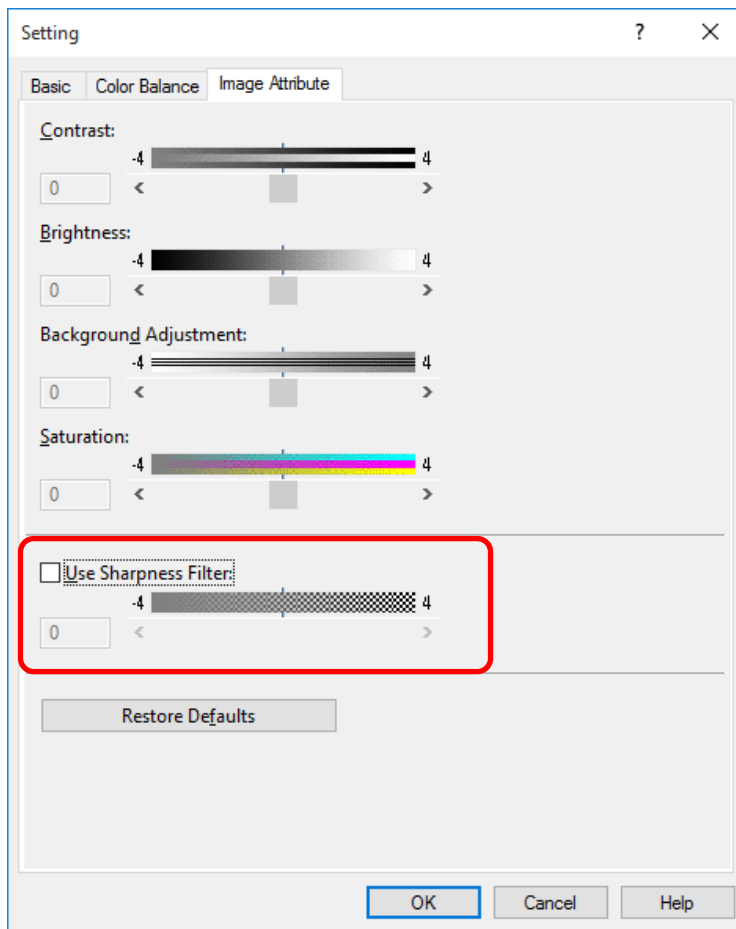 Setting ?
Basic Color Balance Image Attribute
Contrast:
-4 4
0 < >
Brightness:
-4 4
0 < >
Background Adjustment:
-4 4
0 < >
Saturation:
-4 4
0 < >
Use Sharpness Filter:
-4 4
0 < >
Restore Defaults
OK Cancel Help